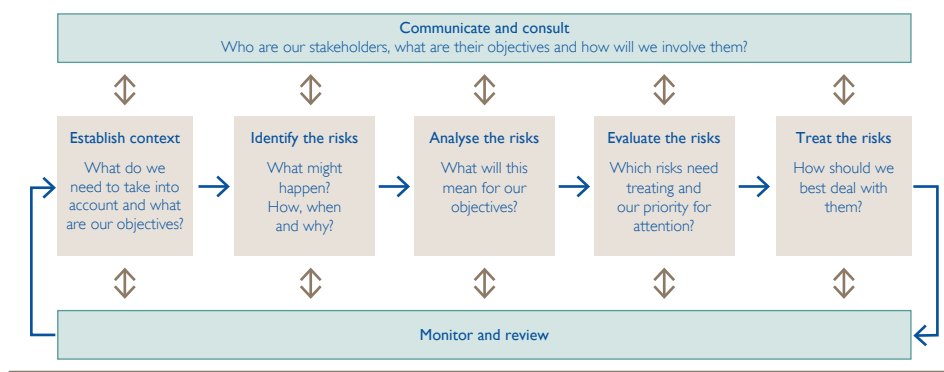 Communicate and consult
Who are our stakeholders, what are their objectives and how will we involve them?
Establish context
What do we
need to take into
account and what
are our objectives?
Identify the risks
What might
happen?
How, when
and why?
Analyse the risks
What will this
mean for our
objectives?
Evaluate the risks
Which risks need
treating and
our priority for
attention?
Treat the risks
How should we
best deal with
them?
Monitor and review